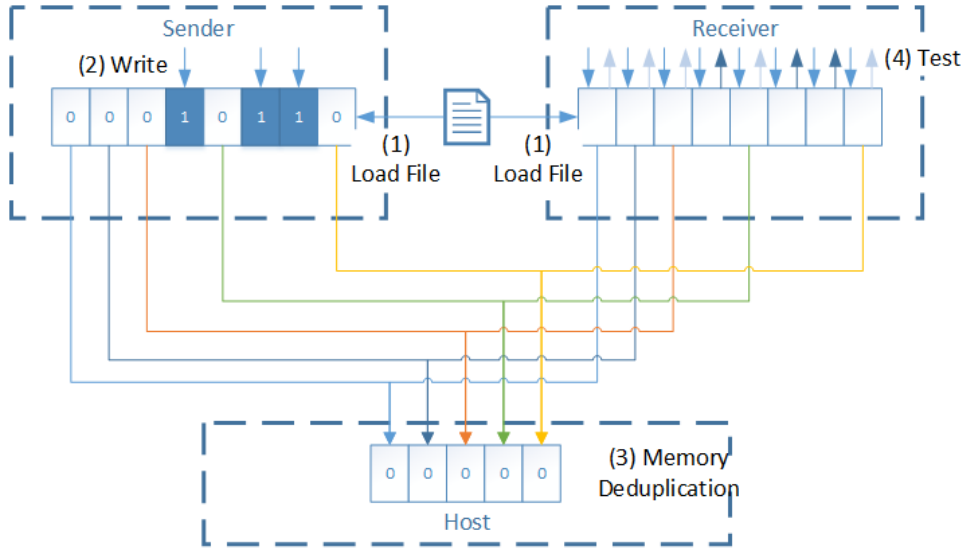 Sender
Receiver
(2) Write
(4) Test
0 0 0 1 0 1 1 0
(1)
Load File
(1)
Load File
0 0 0 0 0
(3) Memory
Deduplication
Host